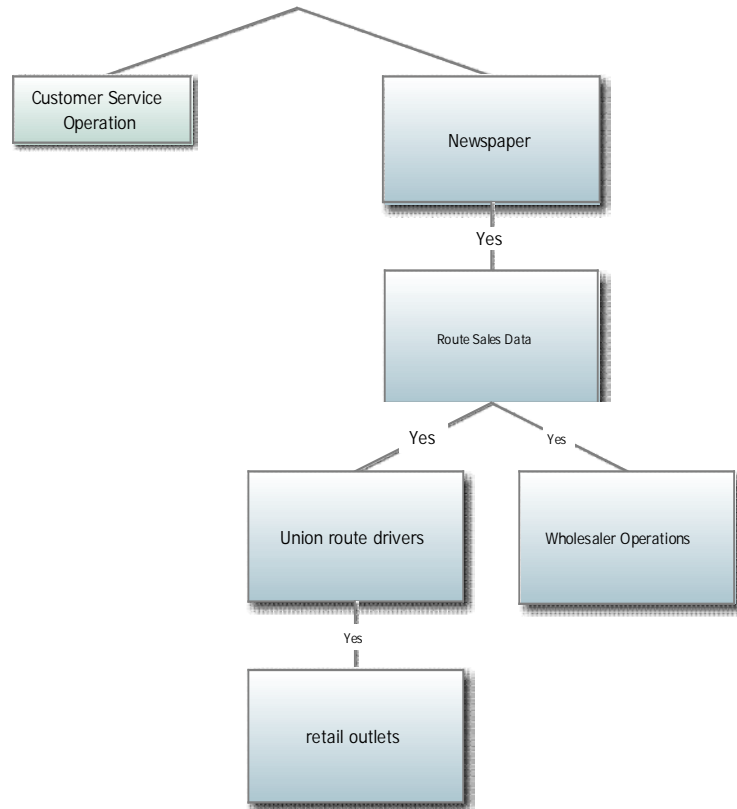 Customer Service
Operation
Newspaper
Yes
Route Sales Data
Yes
Yes
Union route drivers
Wholesaler Operations
Yes
retail outlets